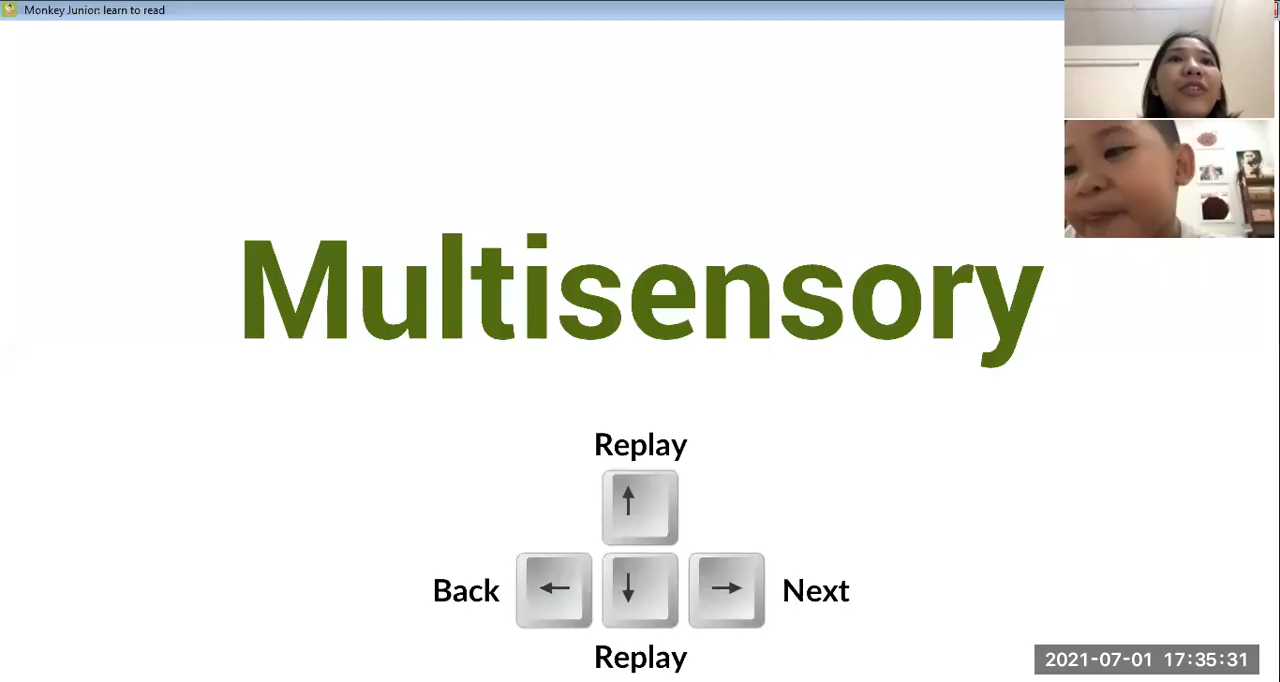 Monkey Junior: learn to read
Multisensory
Replay
Back
Next
Replay
2021-07-01 17:35:31